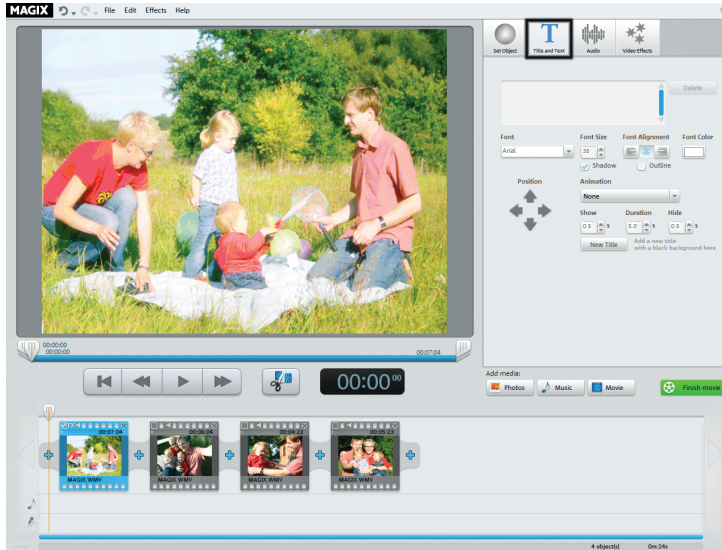 MAGIX File Edit Effects Help
Set Object Title and Text Audio Video Effects
Delete
Font Font Size Font Alignment Font Color
Arial 35
Shadow Outline
Position Animation
None
Show Duration Hide
0.5 s 5.0 s 0.5 s
New Title Add a new title
with a black background here
00:00:00
00:00:00 00:07:04
Add media:
Photos Music Movie Finish movie
00:00 00
00:07:04 00:06:04 00:04:22 00:05:23
MAGIX.WMV MAGIX.WMV MAGIX.WMV MAGIX.WMV
4 object(s) 0m:24s